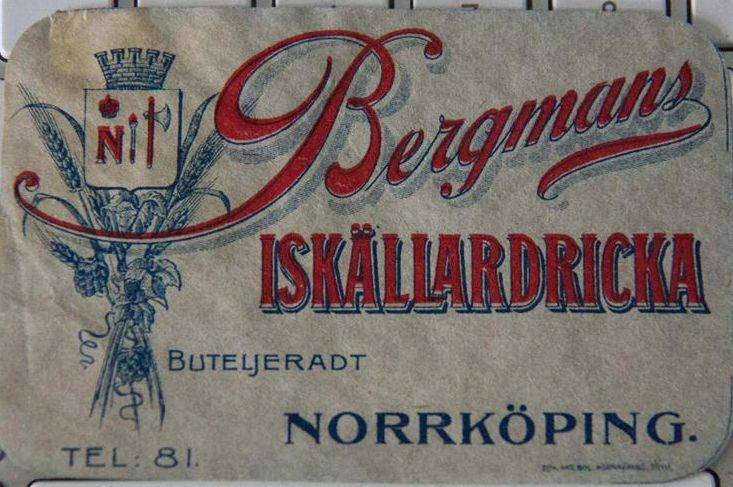 Bergmans
N
ISKÄLLARDRICKA
BUTELJERADT
NORRKÖPING.
TEL: 81.